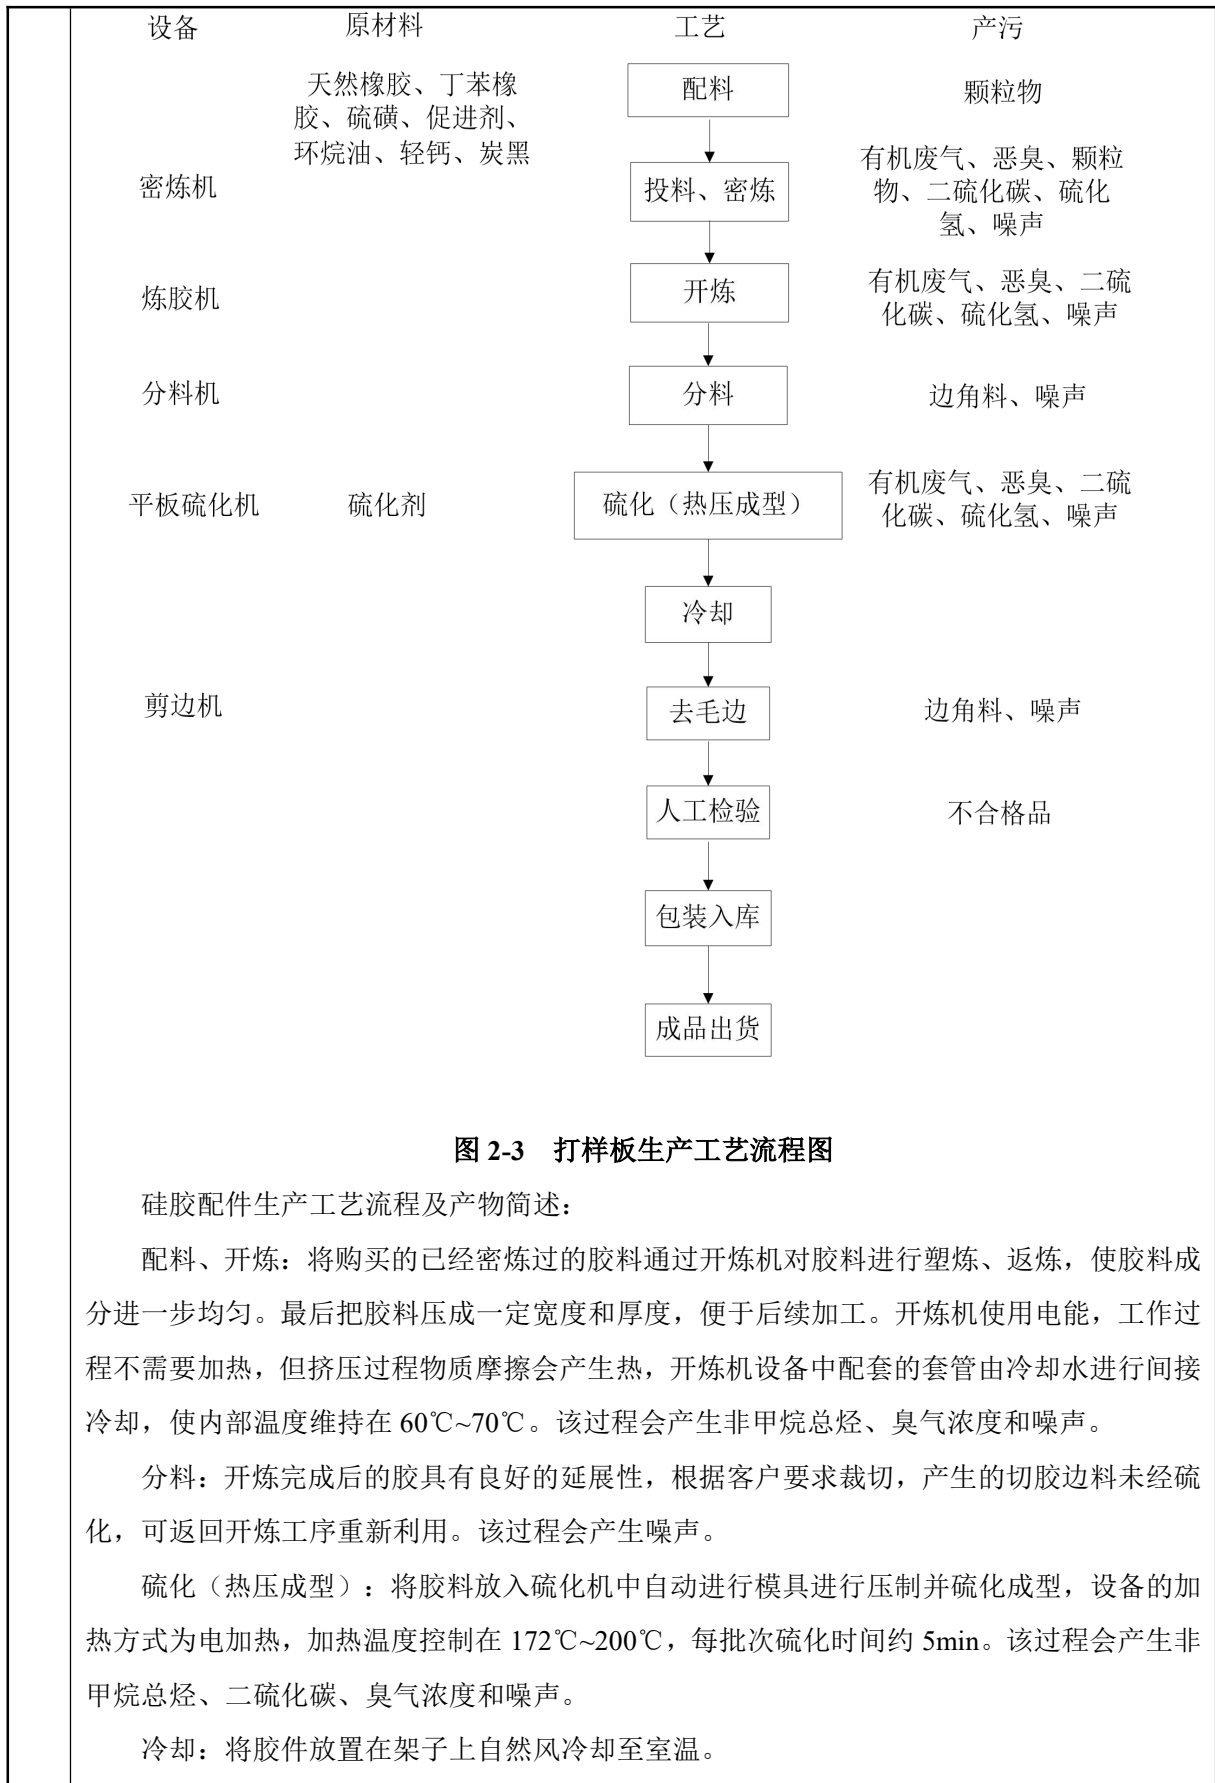 设备 原材料 工艺 产污
天然橡胶、丁苯橡
胶、硫磺、促进剂、
环烷油、轻钙、炭黑
配料
颗粒物
密炼机
投料、密炼
有机废气、恶臭、颗粒
物、二硫化碳、硫化
氢、噪声
炼胶机
开炼
有机废气、恶臭、二硫
化碳、硫化氢、噪声
分料机
分料
边角料、噪声
平板硫化机
硫化剂
硫化（热压成型）
有机废气、恶臭、二硫
化碳、硫化氢、噪声
冷却
剪边机
去毛边
边角料、噪声
人工检验
不合格品
包装入库
成品出货
图 2-3 打样板生产工艺流程图
硅胶配件生产工艺流程及产物简述：
配料、开炼：将购买的已经密炼过的胶料通过开炼机对胶料进行塑炼、返炼，使胶料成
分进一步均匀。最后把胶料压成一定宽度和厚度，便于后续加工。开炼机使用电能，工作过
程不需要加热，但挤压过程物质摩擦会产生热，开炼机设备中配套的套管由冷却水进行间接
冷却，使内部温度维持在 60℃~70℃。该过程会产生非甲烷总烃、臭气浓度和噪声。
分料：开炼完成后的胶具有良好的延展性，根据客户要求裁切，产生的切胶边料未经硫
化，可返回开炼工序重新利用。该过程会产生噪声。
硫化（热压成型）：将胶料放入硫化机中自动进行模具进行压制并硫化成型，设备的加
热方式为电加热，加热温度控制在 172℃~200℃，每批次硫化时间约 5min。该过程会产生非
甲烷总烃、二硫化碳、臭气浓度和噪声。
冷却：将胶件放置在架子上自然风冷却至室温。